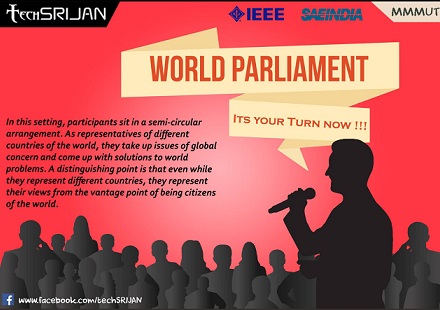 TechSRIJAN
IEEE
SAEINDIA
MMMUT
WORLD PARLIAMENT
Its your Turn now !!!
In this setting, participants sit in a semi-circular
arrangement. As representatives of different
countries of the world, they take up issues of global
concern and come up with solutions to world
problems. A distinguishing point is that even while
they represent different countries, they represent
their views from the vantage point of being citizens
of the world.
www.facebook.com/techSRIJAN